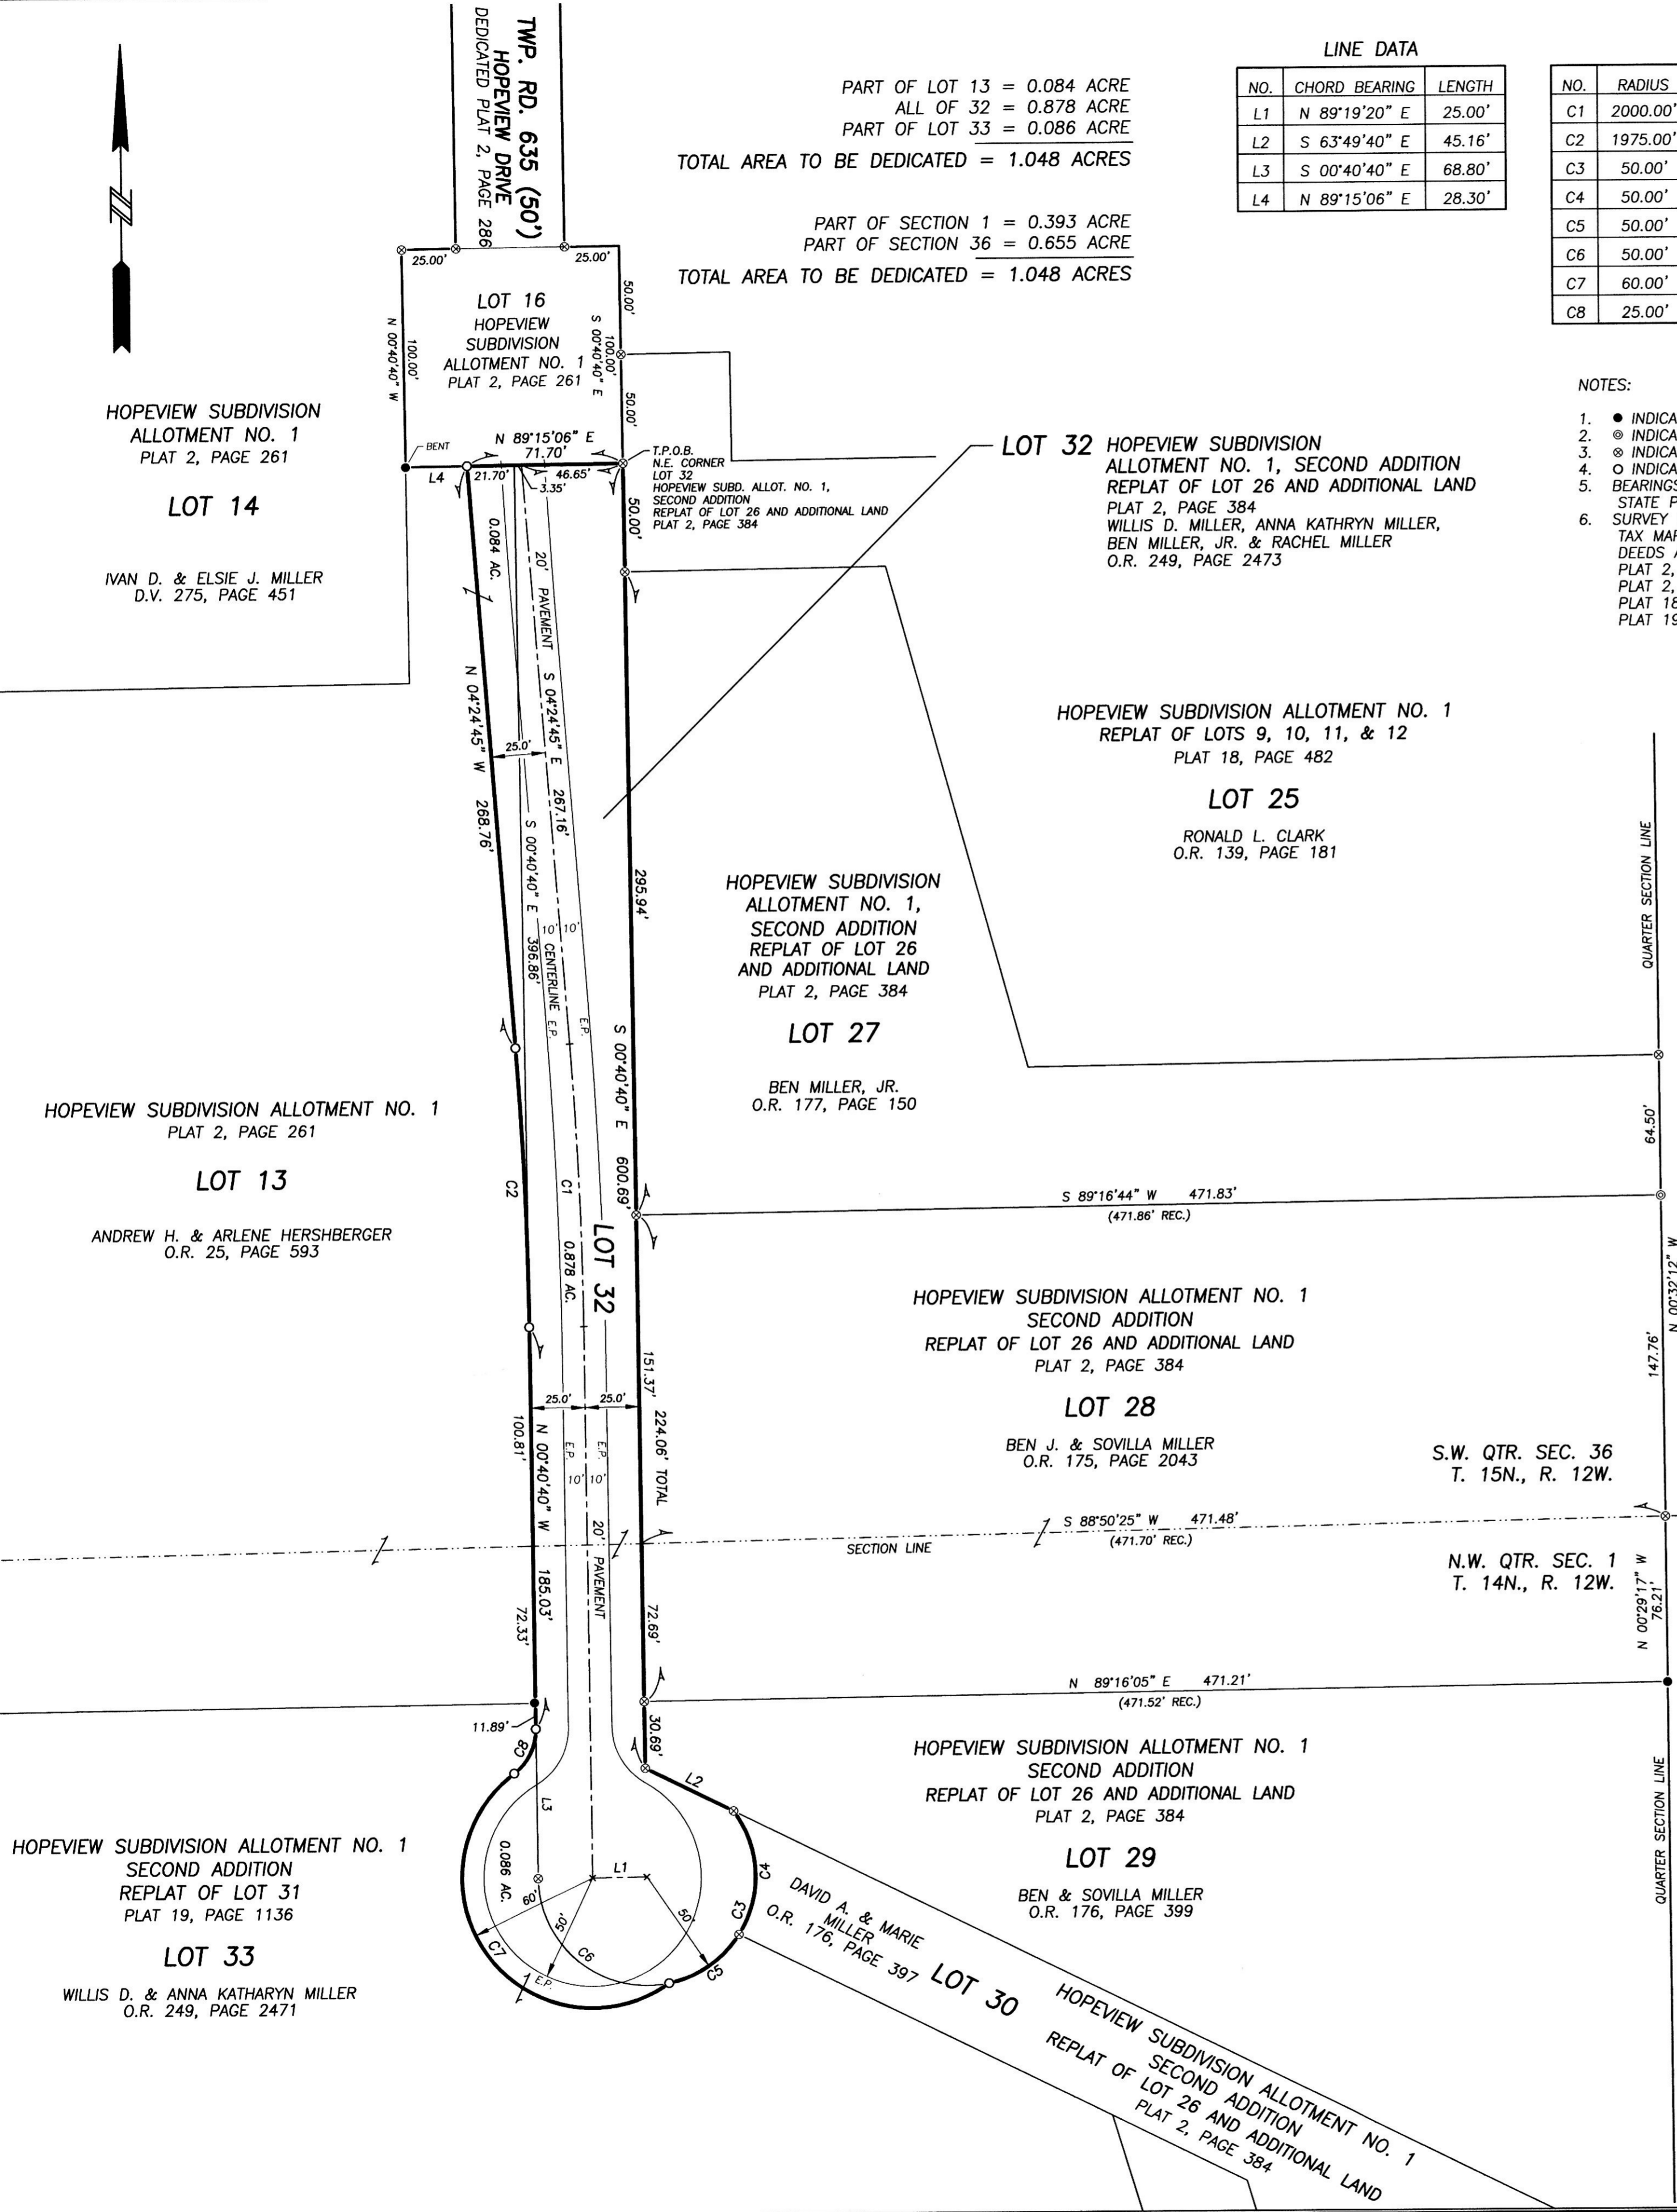 TWP. RD. 635 (50')
HOPEVIEW DRIVE
DEDICATED PLAT 2, PAGE 286
PART OF LOT 13 = 0.084 ACRE
ALL OF 32 = 0.878 ACRE
PART OF LOT 33 = 0.086 ACRE
TOTAL AREA TO BE DEDICATED = 1.048 ACRES
PART OF SECTION 1 = 0.393 ACRE
PART OF SECTION 36 = 0.655 ACRE
TOTAL AREA TO BE DEDICATED = 1.048 ACRES
LINE DATA
NO. CHORD BEARING LENGTH
L1 N 89°19'20" E 25.00'
L2 S 63°49'40" E 45.16'
L3 S 00°40'40" E 68.80'
L4 N 89°15'06" E 28.30'
NO. RADIUS
C1 2000.00'
C2 1975.00'
C3 50.00'
C4 50.00'
C5 50.00'
C6 50.00'
C7 60.00'
C8 25.00'
NOTES:
1. ● INDICA
2. ◎ INDICA
3. ⊗ INDICA
4. O INDICA
5. BEARINGS
STATE P
6. SURVEY
TAX MAP
DEEDS A
PLAT 2,
PLAT 2,
PLAT 18
PLAT 19
N
25.00'
25.00'
50.00'
LOT 16
HOPEVIEW
SUBDIVISION
ALLOTMENT NO. 1
PLAT 2, PAGE 261
N 00°40'40" W
100.00'
S 00°40'40" E
100.00'
50.00'
HOPEVIEW SUBDIVISION
ALLOTMENT NO. 1
PLAT 2, PAGE 261
LOT 14
IVAN D. & ELSIE J. MILLER
D.V. 275, PAGE 451
BENT
N 89°15'06" E
71.70'
L4
21.70'
46.65'
3.35'
T.P.O.B.
N.E. CORNER
LOT 32
HOPEVIEW SUBD. ALLOT. NO. 1,
SECOND ADDITION
REPLAT OF LOT 26 AND ADDITIONAL LAND
PLAT 2, PAGE 384
50.00'
LOT 32 HOPEVIEW SUBDIVISION
ALLOTMENT NO. 1, SECOND ADDITION
REPLAT OF LOT 26 AND ADDITIONAL LAND
PLAT 2, PAGE 384
WILLIS D. MILLER, ANNA KATHRYN MILLER,
BEN MILLER, JR. & RACHEL MILLER
O.R. 249, PAGE 2473
0.084 AC.
20' PAVEMENT
S 04°24'45" E 267.16'
N 04°24'45" W 268.76'
25.0'
S 00°40'40" E 396.86'
10' 10'
CENTERLINE
E.P.
E.P.
295.94'
S 00°40'40" E 600.69'
HOPEVIEW SUBDIVISION ALLOTMENT NO. 1
REPLAT OF LOTS 9, 10, 11, & 12
PLAT 18, PAGE 482
LOT 25
RONALD L. CLARK
O.R. 139, PAGE 181
QUARTER SECTION LINE
HOPEVIEW SUBDIVISION
ALLOTMENT NO. 1,
SECOND ADDITION
REPLAT OF LOT 26
AND ADDITIONAL LAND
PLAT 2, PAGE 384
LOT 27
BEN MILLER, JR.
O.R. 177, PAGE 150
HOPEVIEW SUBDIVISION ALLOTMENT NO. 1
PLAT 2, PAGE 261
LOT 13
ANDREW H. & ARLENE HERSHBERGER
O.R. 25, PAGE 593
C2
C1
0.878 AC.
LOT 32
64.50'
S 89°16'44" W 471.83'
(471.86' REC.)
N 00°32'12" W
147.76'
HOPEVIEW SUBDIVISION ALLOTMENT NO. 1
SECOND ADDITION
REPLAT OF LOT 26 AND ADDITIONAL LAND
PLAT 2, PAGE 384
LOT 28
BEN J. & SOVILLA MILLER
O.R. 175, PAGE 2043
151.37'
224.06' TOTAL
25.0' 25.0'
100.81'
N 00°40'40" W 185.03'
E.P.
E.P.
10' 10'
20' PAVEMENT
S.W. QTR. SEC. 36
T. 15N., R. 12W.
S 88°50'25" W 471.48'
(471.70' REC.)
SECTION LINE
N.W. QTR. SEC. 1
T. 14N., R. 12W.
N 00°29'17" W
76.21'
72.33'
72.69'
N 89°16'05" E 471.21'
(471.52' REC.)
11.89'
30.69'
C8
L2
L3
HOPEVIEW SUBDIVISION ALLOTMENT NO. 1
SECOND ADDITION
REPLAT OF LOT 26 AND ADDITIONAL LAND
PLAT 2, PAGE 384
LOT 29
BEN & SOVILLA MILLER
O.R. 176, PAGE 399
QUARTER SECTION LINE
HOPEVIEW SUBDIVISION ALLOTMENT NO. 1
SECOND ADDITION
REPLAT OF LOT 31
PLAT 19, PAGE 1136
LOT 33
WILLIS D. & ANNA KATHARYN MILLER
O.R. 249, PAGE 2471
0.086 AC.
60'
L1
50'
50'
C4
C3
C5
C6
C7
E.P.
DAVID A. & MARIE
MILLER
O.R. 176, PAGE 397
LOT 30
HOPEVIEW SUBDIVISION ALLOTMENT NO. 1
SECOND ADDITION
REPLAT OF LOT 26 AND ADDITIONAL LAND
PLAT 2, PAGE 384